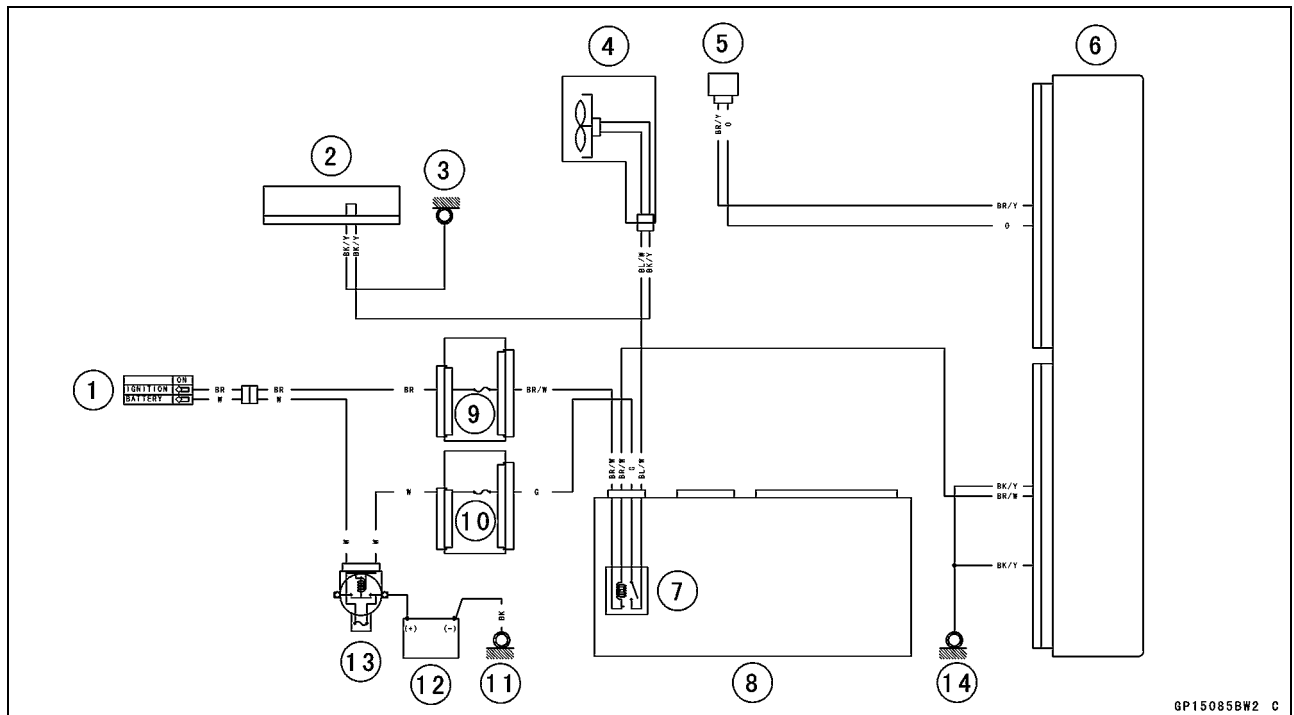 4
5
6
2
3
BR/Y
O
BR/Y
O
BK/Y
BK/Y
BL/W
BK/Y
1
ON
IGNITION
BATTERY
BR
W
BR
W
BR
BR/W
9
W
G
10
BR/W
BR/W
G
BL/W
BK/Y
BR/W
BK/Y
W
W
7
(+)
(-)
BK
13
12
11
8
14
GP15085BW2 C